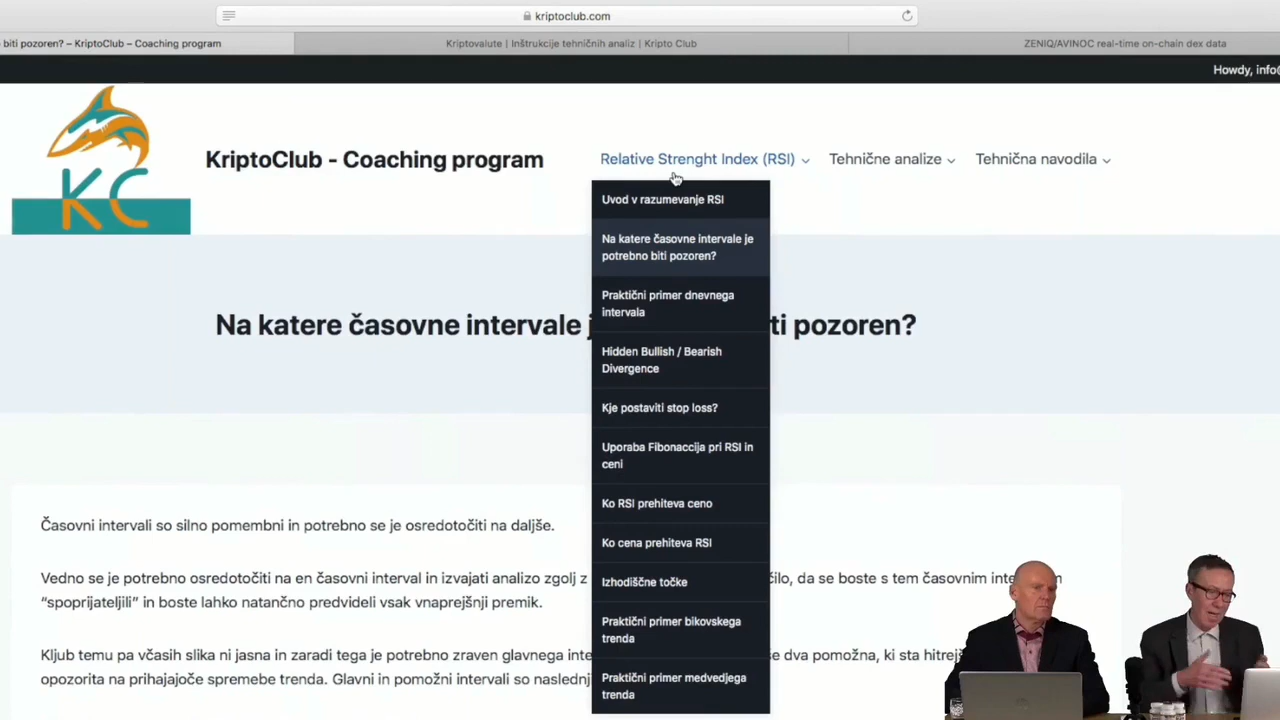 kriptoclub.com
biti pozoren? – KriptoClub – Coaching program
Kriptovalute | Inštrukcije tehničnih analiz | Kripto Club
ZENIQ/AVINOC real-time on-chain dex data
Howdy, info@
KC
KriptoClub - Coaching program
Relative Strenght Index (RSI)
Tehnične analize
Tehnična navodila
Uvod v razumevanje RSI
Na katere časovne intervale je
potrebno biti pozoren?
Praktični primer dnevnega
intervala
Hidden Bullish / Bearish
Divergence
Kje postaviti stop loss?
Uporaba Fibonaccija pri RSI in
ceni
Ko RSI prehiteva ceno
Ko cena prehiteva RSI
Izhodiščne točke
Praktični primer bikovskega
trenda
Praktični primer medvedjega
trenda
Na katere časovne intervale ti pozoren?
Časovni intervali so silno pomembni in potrebno se je osredotočiti na daljše.
Vedno se je potrebno osredotočiti na en časovni interval in izvajati analizo zgolj z čilo, da se boste s tem časovnim
“spoprijateljili” in boste lahko natančno predvideli vsak vnaprejšnji premik.
Kljub temu pa včasih slika ni jasna in zaradi tega je potrebno zraven glavnega dva pomožna, ki sta
opozorita na prihajajoče spremebe trenda. Glavni in pomožni intervali so